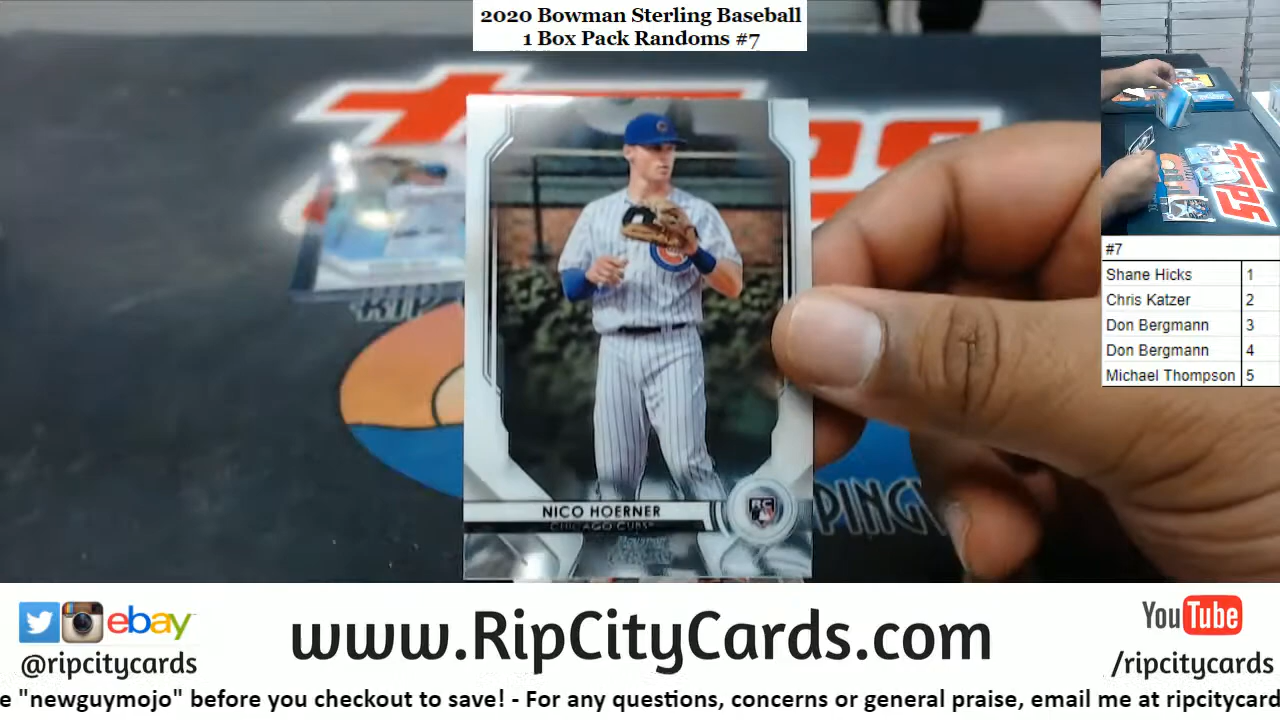 2020 Bowman Sterling Baseball
1 Box Pack Randoms #7
#7
Shane Hicks 1
Chris Katzer 2
Don Bergmann 3
Don Bergmann 4
Michael Thompson 5
NICO HOERNER
CHICAGO CUBS
RC
PING
ebay
@ripcitycards
www.RipCityCards.com
YouTube
/ripcitycards
e "newguymojo" before you checkout to save! - For any questions, concerns or general praise, email me at ripcitycard